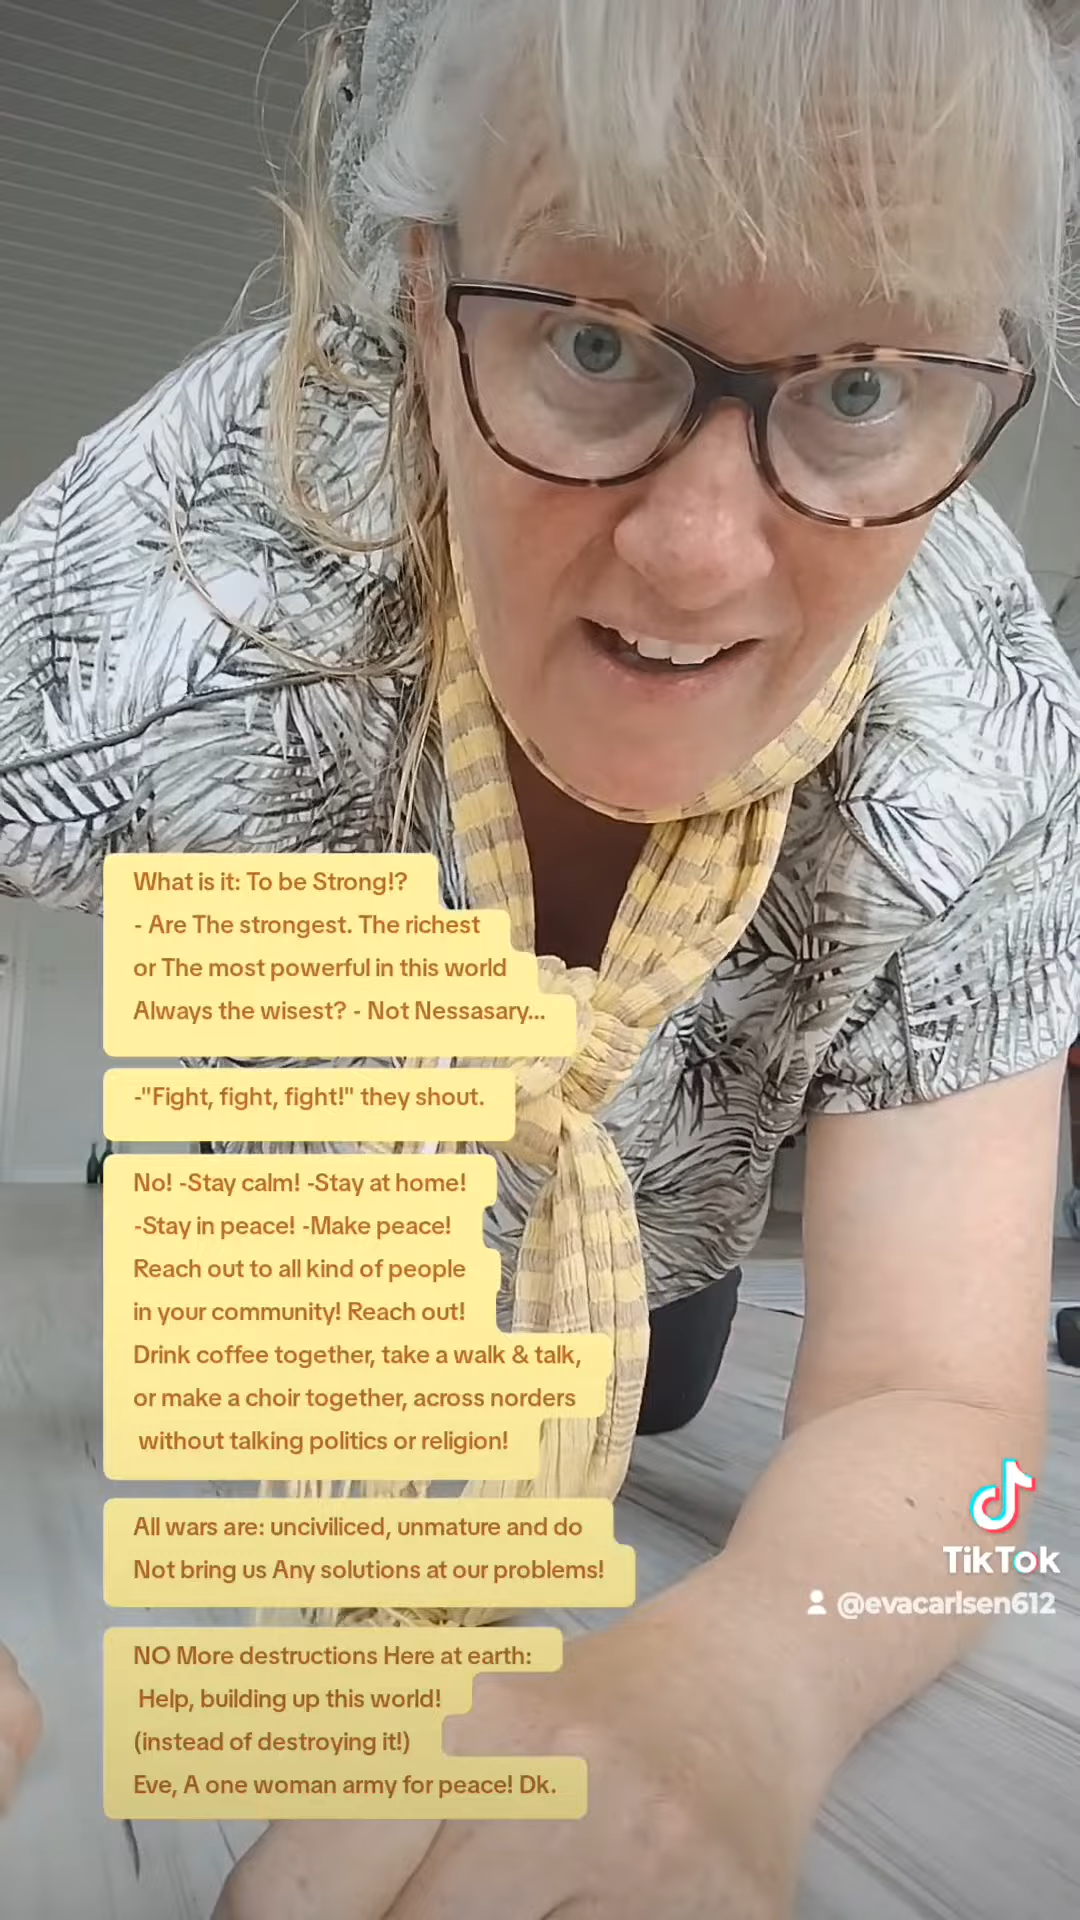 What is it: To be Strong!?
- Are The strongest. The richest
or The most powerful in this world
Always the wisest? - Not Nessasary...
-"Fight, fight, fight!" they shout.
No! -Stay calm! -Stay at home!
-Stay in peace! -Make peace!
Reach out to all kind of people
in your community! Reach out!
Drink coffee together, take a walk & talk,
or make a choir together, across norders
without talking politics or religion!
All wars are: unciviliced, unmature and do
Not bring us Any solutions at our problems!
NO More destructions Here at earth:
Help, building up this world!
(instead of destroying it!)
Eve, A one woman army for peace! Dk.
TikTok
@evacarlsen612